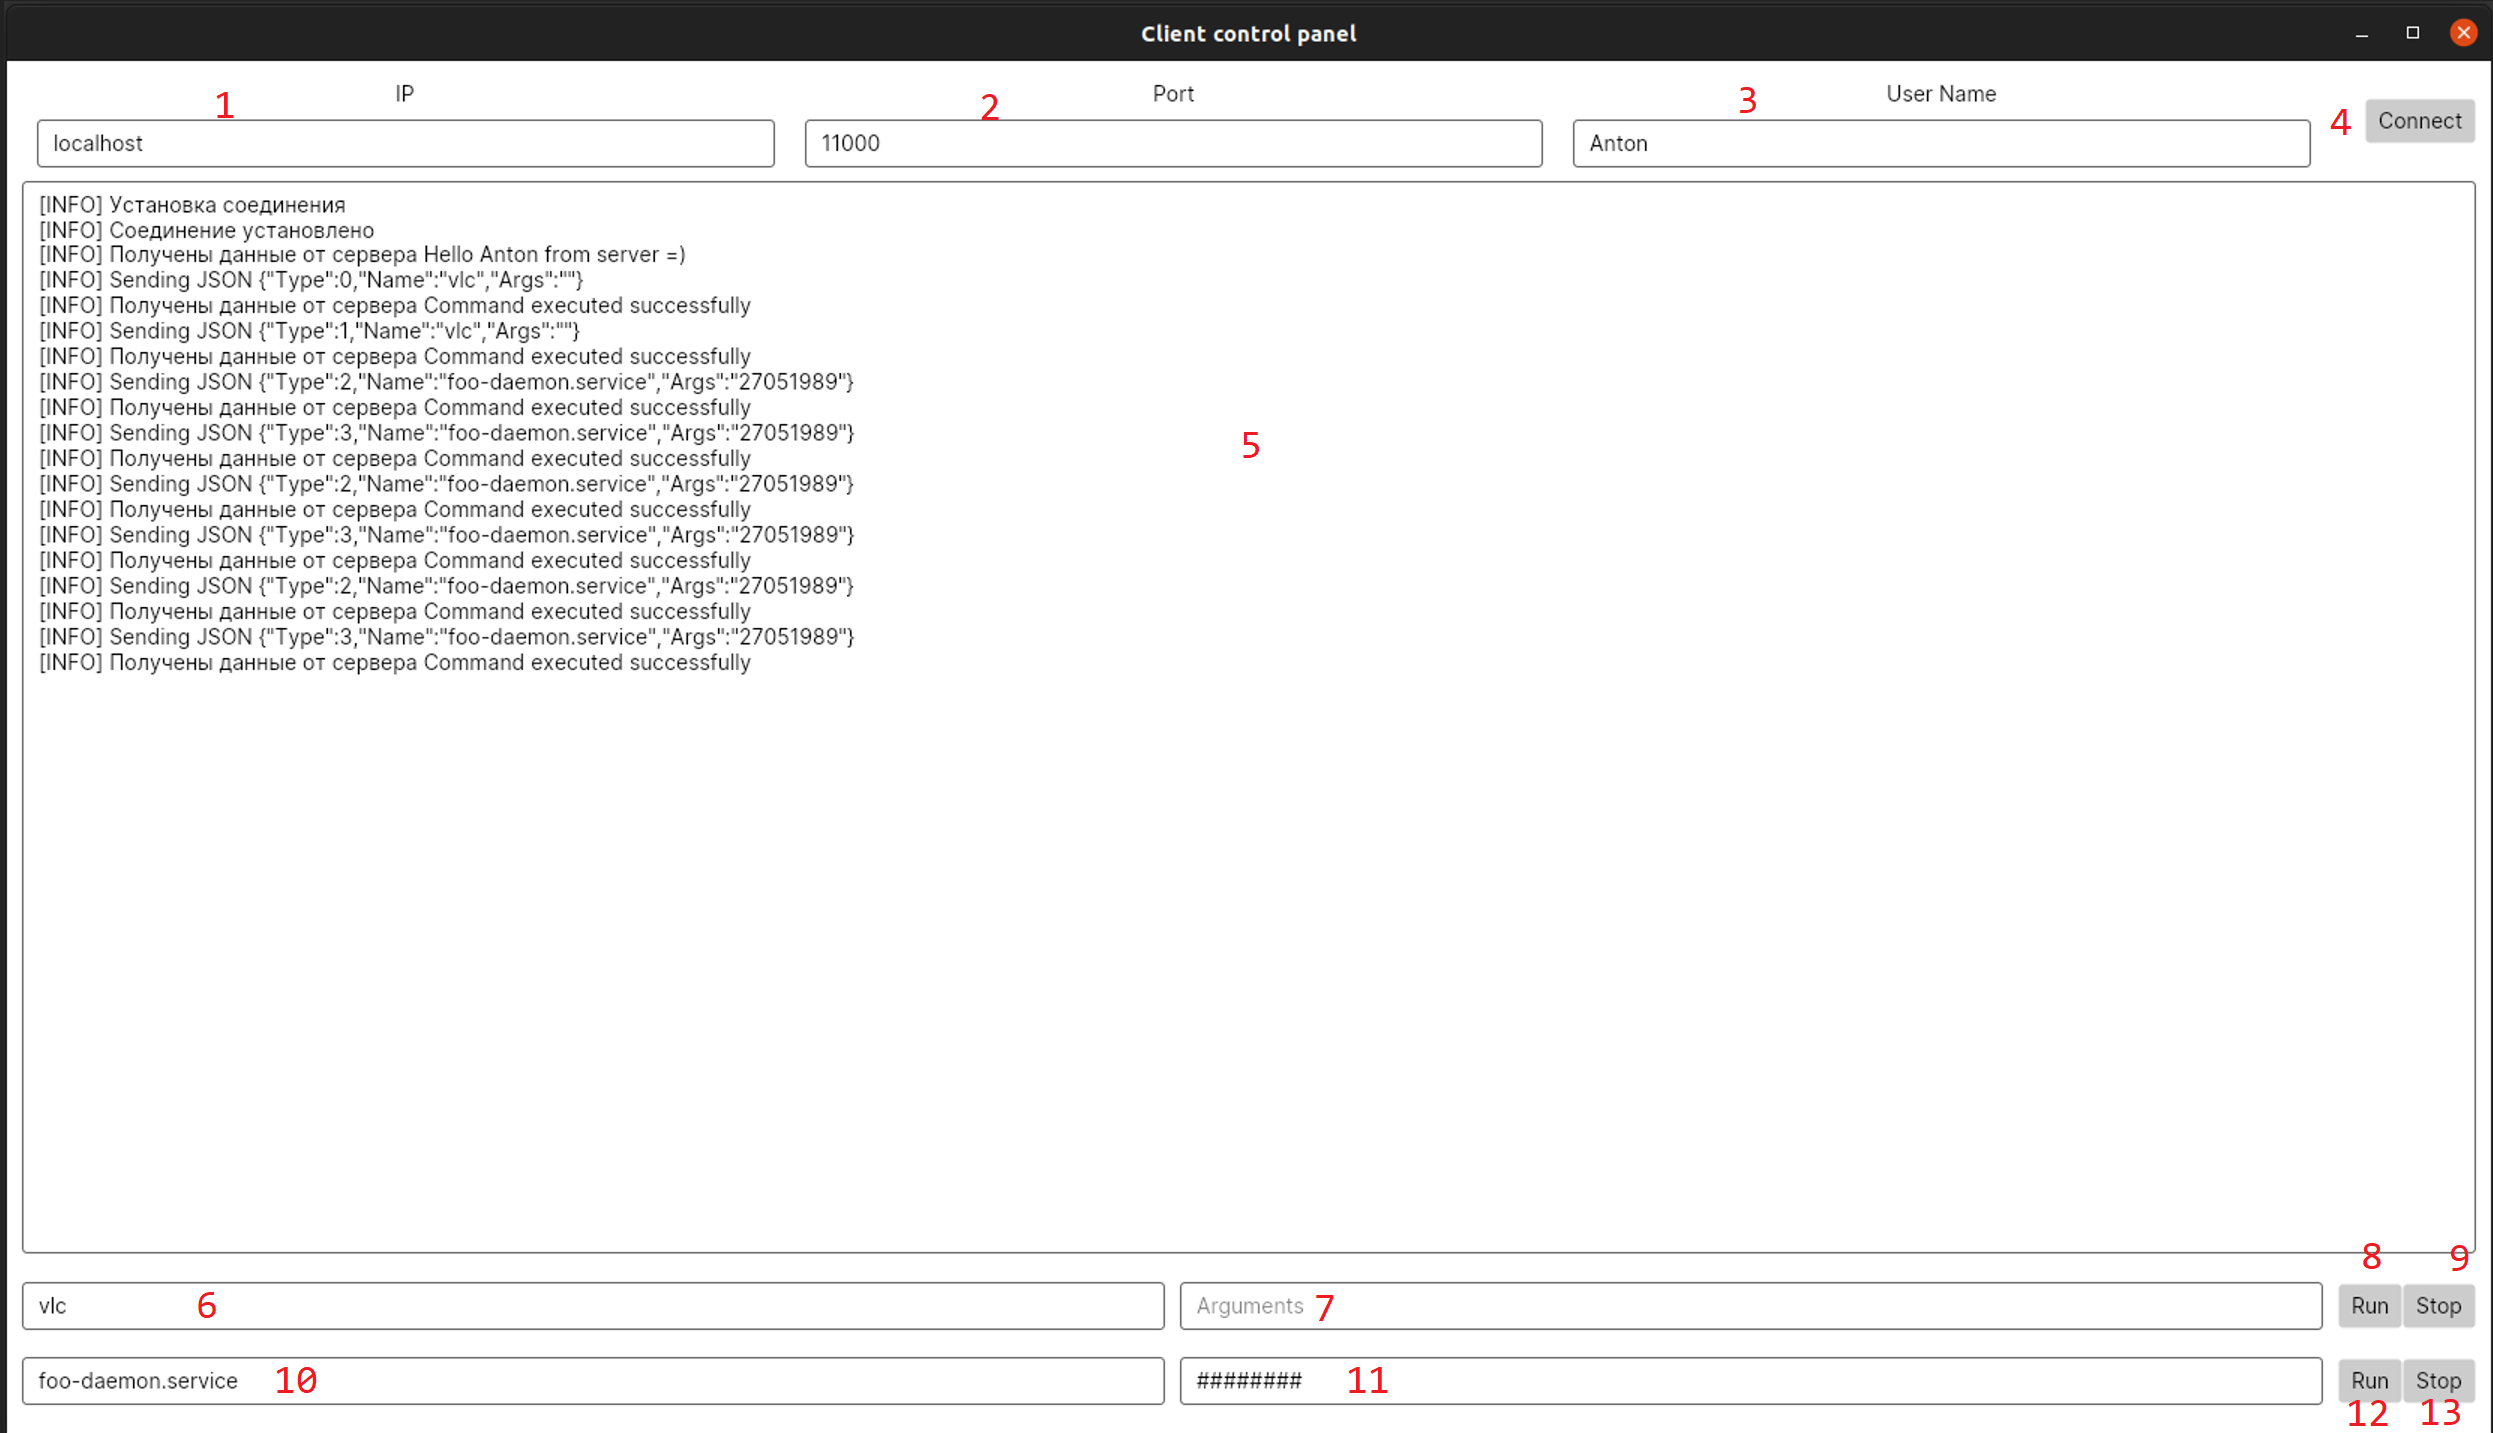 Client control panel
IP
1
Port
2
User Name
3
localhost
11000
Anton
4
Connect
[INFO] Установка соединения
[INFO] Соединение установлено
[INFO] Получены данные от сервера Hello Anton from server =)
[INFO] Sending JSON {"Type":0,"Name":"vlc","Args":""}
[INFO] Получены данные от сервера Command executed successfully
[INFO] Sending JSON {"Type":1,"Name":"vlc","Args":""}
[INFO] Получены данные от сервера Command executed successfully
[INFO] Sending JSON {"Type":2,"Name":"foo-daemon.service","Args":"27051989"}
[INFO] Получены данные от сервера Command executed successfully
[INFO] Sending JSON {"Type":3,"Name":"foo-daemon.service","Args":"27051989"}
[INFO] Получены данные от сервера Command executed successfully
[INFO] Sending JSON {"Type":2,"Name":"foo-daemon.service","Args":"27051989"}
[INFO] Получены данные от сервера Command executed successfully
[INFO] Sending JSON {"Type":3,"Name":"foo-daemon.service","Args":"27051989"}
[INFO] Получены данные от сервера Command executed successfully
[INFO] Sending JSON {"Type":2,"Name":"foo-daemon.service","Args":"27051989"}
[INFO] Получены данные от сервера Command executed successfully
[INFO] Sending JSON {"Type":3,"Name":"foo-daemon.service","Args":"27051989"}
[INFO] Получены данные от сервера Command executed successfully
5
8
9
vlc
6
Arguments
7
Run
Stop
foo-daemon.service
10
########
11
Run
Stop
12
13